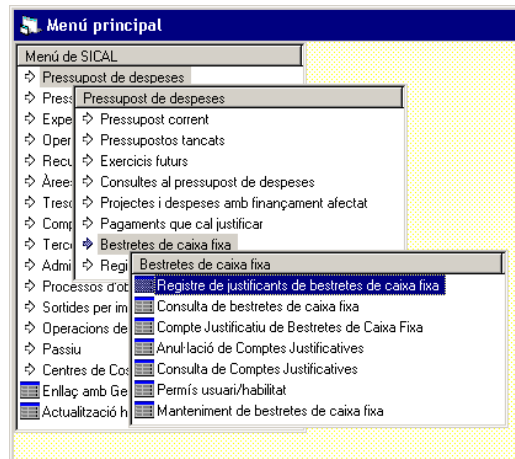 Menú principal
Menú de SICAL
Pressupost de despeses
Press
Expe
Oper
Recu
Àree
Treso
Comp
Terce
Admi
Processos d'ob
Sortides per im
Operacions de
Passiu
Centres de Cos
Enllaç amb Ge
Actualització h
Pressupost de despeses
Pressupost corrent
Pressupostos tancats
Exercicis futurs
Consultes al pressupost de despeses
Projectes i despeses amb finançament afectat
Pagaments que cal justificar
Bestretes de caixa fixa
Regi
Bestretes de caixa fixa
Registre de justificants de bestretes de caixa fixa
Consulta de bestretes de caixa fixa
Compte Justificatiu de Bestretes de Caixa Fixa
Anul·lació de Comptes Justificatives
Consulta de Comptes Justificatives
Permís usuari/habilitat
Manteniment de bestretes de caixa fixa